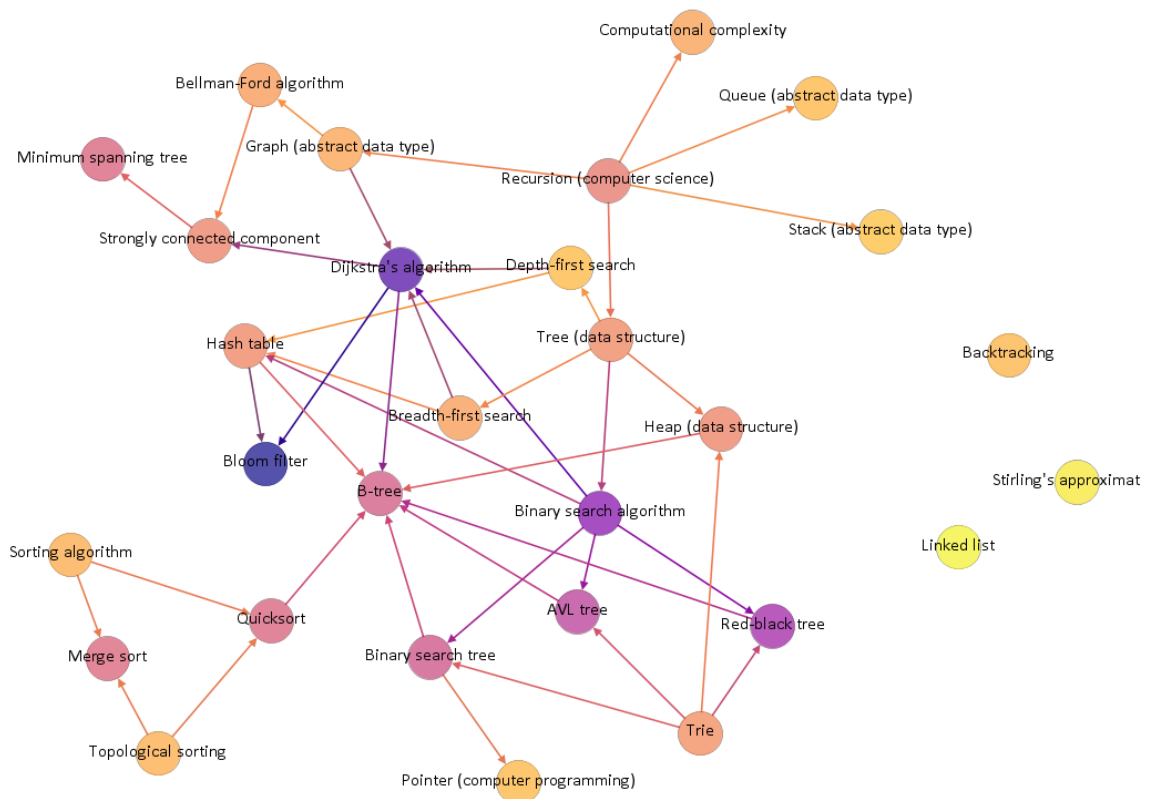 Computational complexity
Bellman-Ford algorithm
Queue (abstract data type)
Graph (abstract data type)
Minimum spanning tree
Recursion (computer science)
Stack (abstract data type)
Strongly connected component
Dijkstra's algorithm
Depth-first search
Hash table
Tree (data structure)
Backtracking
Breadth-first search
Heap (data structure)
Bloom filter
B-tree
Stirling's approximat
Binary search algorithm
Linked list
Sorting algorithm
AVL tree
Quicksort
Red-black tree
Merge sort
Binary search tree
Trie
Topological sorting
Pointer (computer programming)